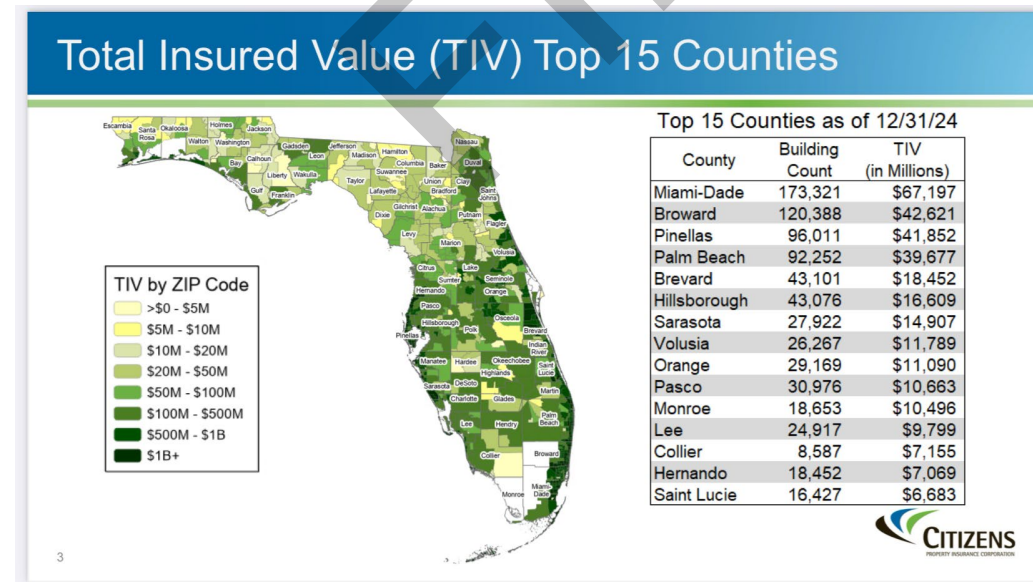 Total Insured Value (TIV) Top 15 Counties
Top 15 Counties as of 12/31/24
County Building Count TIV (in Millions)
Miami-Dade 173,321 $67,197
Broward 120,388 $42,621
Pinellas 96,011 $41,852
Palm Beach 92,252 $39,677
Brevard 43,101 $18,452
Hillsborough 43,076 $16,609
Sarasota 27,922 $14,907
Volusia 26,267 $11,789
Orange 29,169 $11,090
Pasco 30,976 $10,663
Monroe 18,653 $10,496
Lee 24,917 $9,799
Collier 8,587 $7,155
Hernando 18,452 $7,069
Saint Lucie 16,427 $6,683
TIV by ZIP Code
>$0 - $5M
$5M - $10M
$10M - $20M
$20M - $50M
$50M - $100M
$100M - $500M
$500M - $1B
$1B+
Escambia
Santa Rosa
Okaloosa
Holmes
Jackson
Walton
Washington
Gadsden
Leon
Jefferson
Madison
Hamilton
Nassau
Bay
Calhoun
Liberty
Wakulla
Columbia
Baker
Duval
Suwannee
Taylor
Gulf
Franklin
Lafayette
Union
Clay
Bradford
Saint Johns
Dixie
Gilchrist
Alachua
Putnam
Flagler
Levy
Marion
Volusia
Citrus
Lake
Sumter
Seminole
Hernando
Orange
Pasco
Hillsborough
Polk
Osceola
Brevard
Pinellas
Indian River
Manatee
Hardee
Okeechobee
Saint Lucie
Highlands
Sarasota
DeSoto
Martin
Charlotte
Glades
Lee
Hendry
Palm Beach
Collier
Broward
Monroe
Miami-Dade
3
CITIZENS
PROPERTY INSURANCE CORPORATION